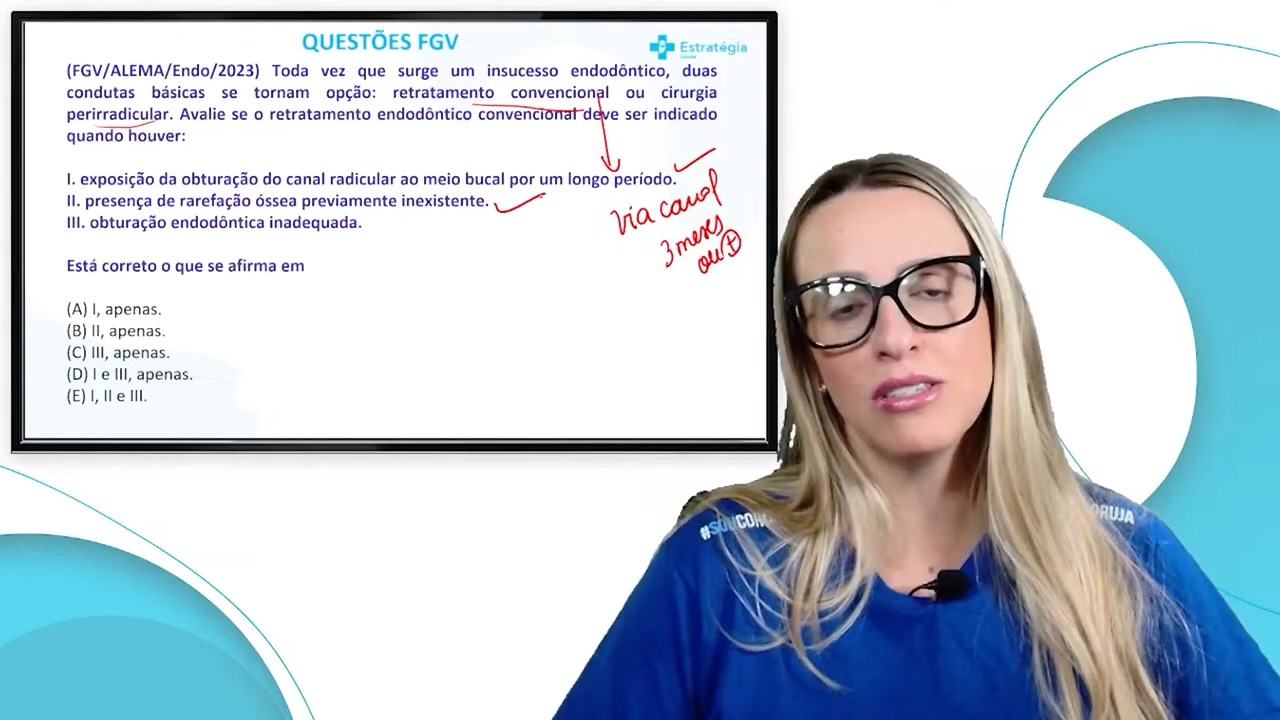 QUESTÕES FGV
Estratégia
Saúde
(FGV/ALEMA/Endo/2023) Toda vez que surge um insucesso endodôntico, duas
condutas básicas se tornam opção: retratamento convencional ou cirurgia
perirradicular. Avalie se o retratamento endodôntico convencional deve ser indicado
quando houver:
I. exposição da obturação do canal radicular ao meio bucal por um longo período.
II. presença de rarefação óssea previamente inexistente.
III. obturação endodôntica inadequada.
Está correto o que se afirma em
(A) I, apenas.
(B) II, apenas.
(C) III, apenas.
(D) I e III, apenas.
(E) I, II e III.
Via canal
3 meses
ou +
ORUJA